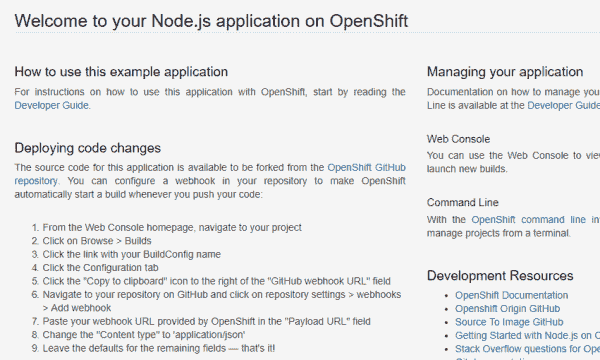 Welcome to your Node.js application on OpenShift
How to use this example application
For instructions on how to use this application with OpenShift, start by reading the
Developer Guide.
Deploying code changes
The source code for this application is available to be forked from the OpenShift GitHub
repository. You can configure a webhook in your repository to make OpenShift
automatically start a build whenever you push your code:
1. From the Web Console homepage, navigate to your project
2. Click on Browse > Builds
3. Click the link with your BuildConfig name
4. Click the Configuration tab
5. Click the "Copy to clipboard" icon to the right of the "GitHub webhook URL" field
6. Navigate to your repository on GitHub and click on repository settings > webhooks
> Add webhook
7. Paste your webhook URL provided by OpenShift in the "Payload URL" field
8. Change the "Content type" to 'application/json'
9. Leave the defaults for the remaining fields — that's it!
Managing your application
Documentation on how to manage you
Line is available at the Developer Guide
Web Console
You can use the Web Console to vie
launch new builds.
Command Line
With the OpenShift command line in
manage projects from a terminal.
Development Resources
• OpenShift Documentation
• Openshift Origin GitHub
• Source To Image GitHub
• Getting Started with Node.js on O
• Stack Overflow questions for Ope